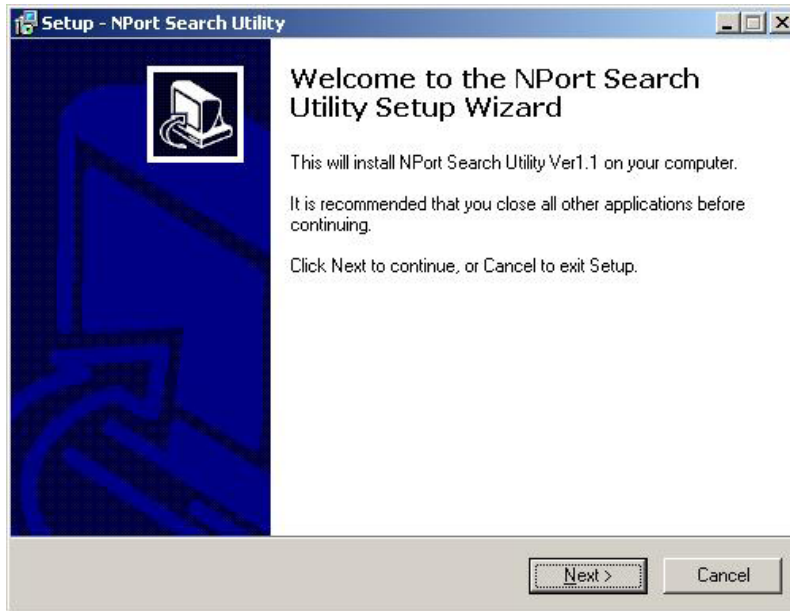 Setup - NPort Search Utility
Welcome to the NPort Search
Utility Setup Wizard
This will install NPort Search Utility Ver1.1 on your computer.
It is recommended that you close all other applications before
continuing.
Click Next to continue, or Cancel to exit Setup.
Next >
Cancel